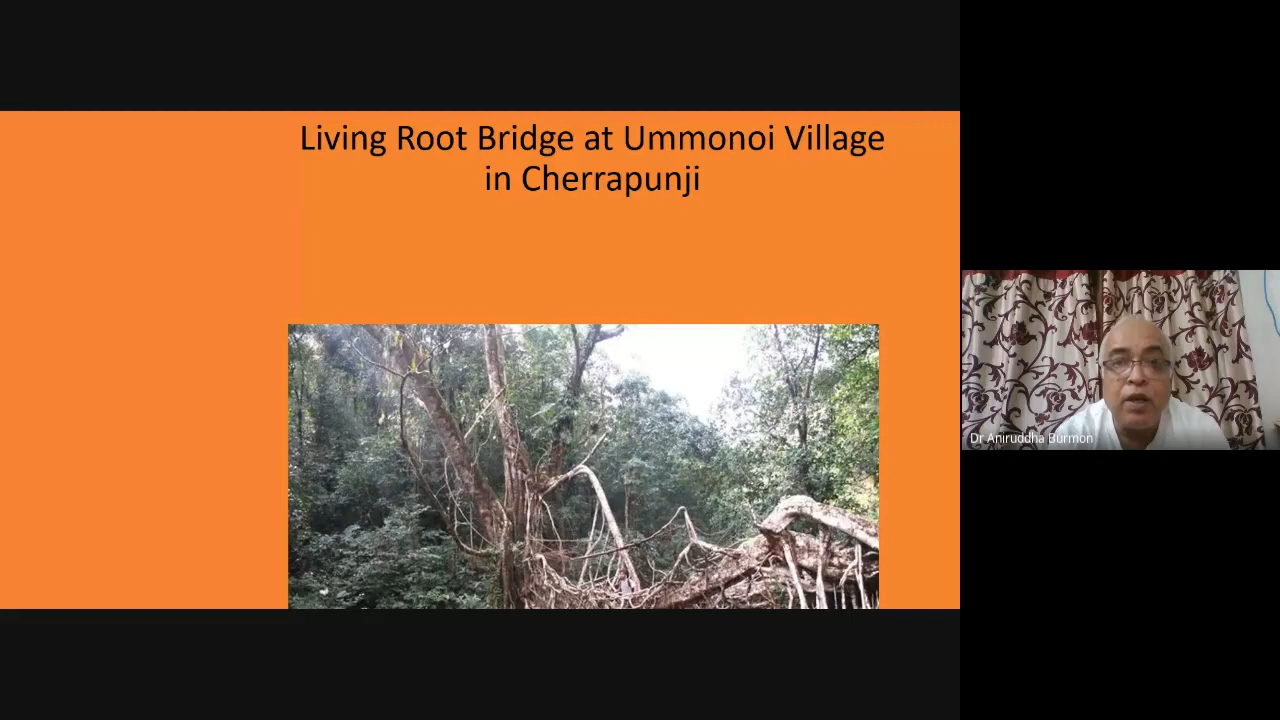 Living Root Bridge at Ummonoi Village
in Cherrapunji
Dr Aniruddha Burmon